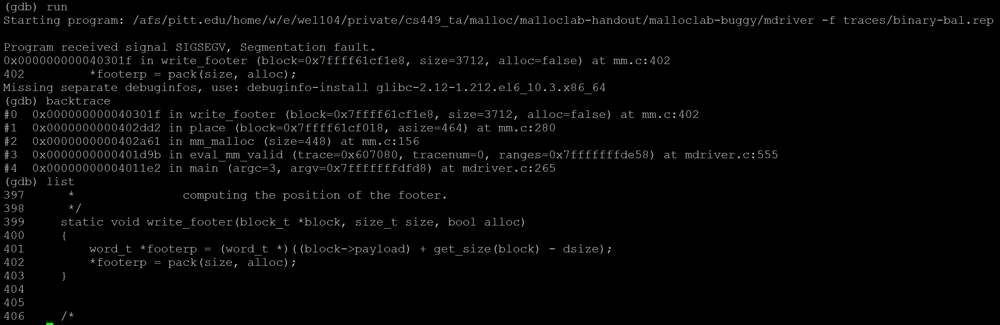 (gdb) run
Starting program: /afs/pitt.edu/home/w/e/wel104/private/cs449_ta/malloc/malloclab-handout/malloclab-buggy/mdriver -f traces/binary-bal.rep

Program received signal SIGSEGV, Segmentation fault.
0x000000000040301f in write_footer (block=0x7ffff61cf1e8, size=3712, alloc=false) at mm.c:402
402         *footerp = pack(size, alloc);
Missing separate debuginfos, use: debuginfo-install glibc-2.12-1.212.el6_10.3.x86_64
(gdb) backtrace
#0  0x000000000040301f in write_footer (block=0x7ffff61cf1e8, size=3712, alloc=false) at mm.c:402
#1  0x0000000000402dd2 in place (block=0x7ffff61cf018, asize=464) at mm.c:280
#2  0x0000000000402a61 in mm_malloc (size=448) at mm.c:156
#3  0x0000000000401d9b in eval_mm_valid (trace=0x607080, tracenum=0, ranges=0x7fffffffde58) at mdriver.c:555
#4  0x00000000004011e2 in main (argc=3, argv=0x7fffffffdfd8) at mdriver.c:265
(gdb) list
397      *               computing the position of the footer.
398      */
399     static void write_footer(block_t *block, size_t size, bool alloc)
400     {
401         word_t *footerp = (word_t *)((block->payload) + get_size(block) - dsize);
402         *footerp = pack(size, alloc);
403     }
404
405
406     /*